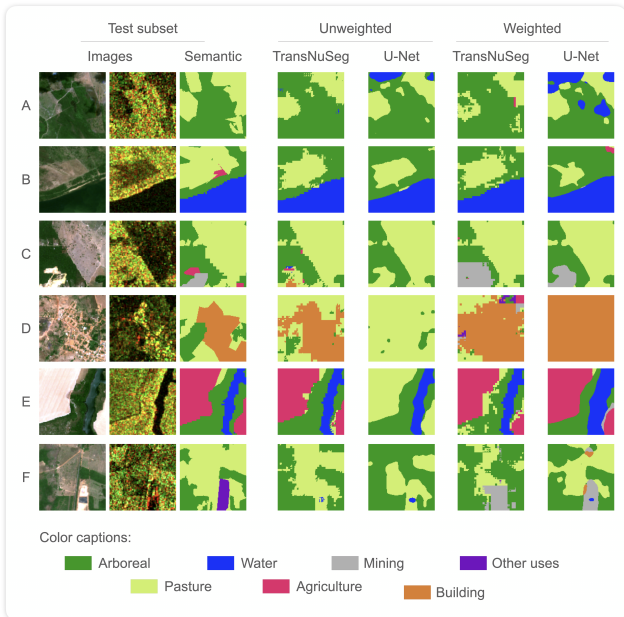 Test subset Unweighted Weighted
Images Semantic TransNuSeg U-Net TransNuSeg U-Net
A
B
C
D
E
F
Color captions:
Arboreal Water Mining Other uses
Pasture Agriculture Building